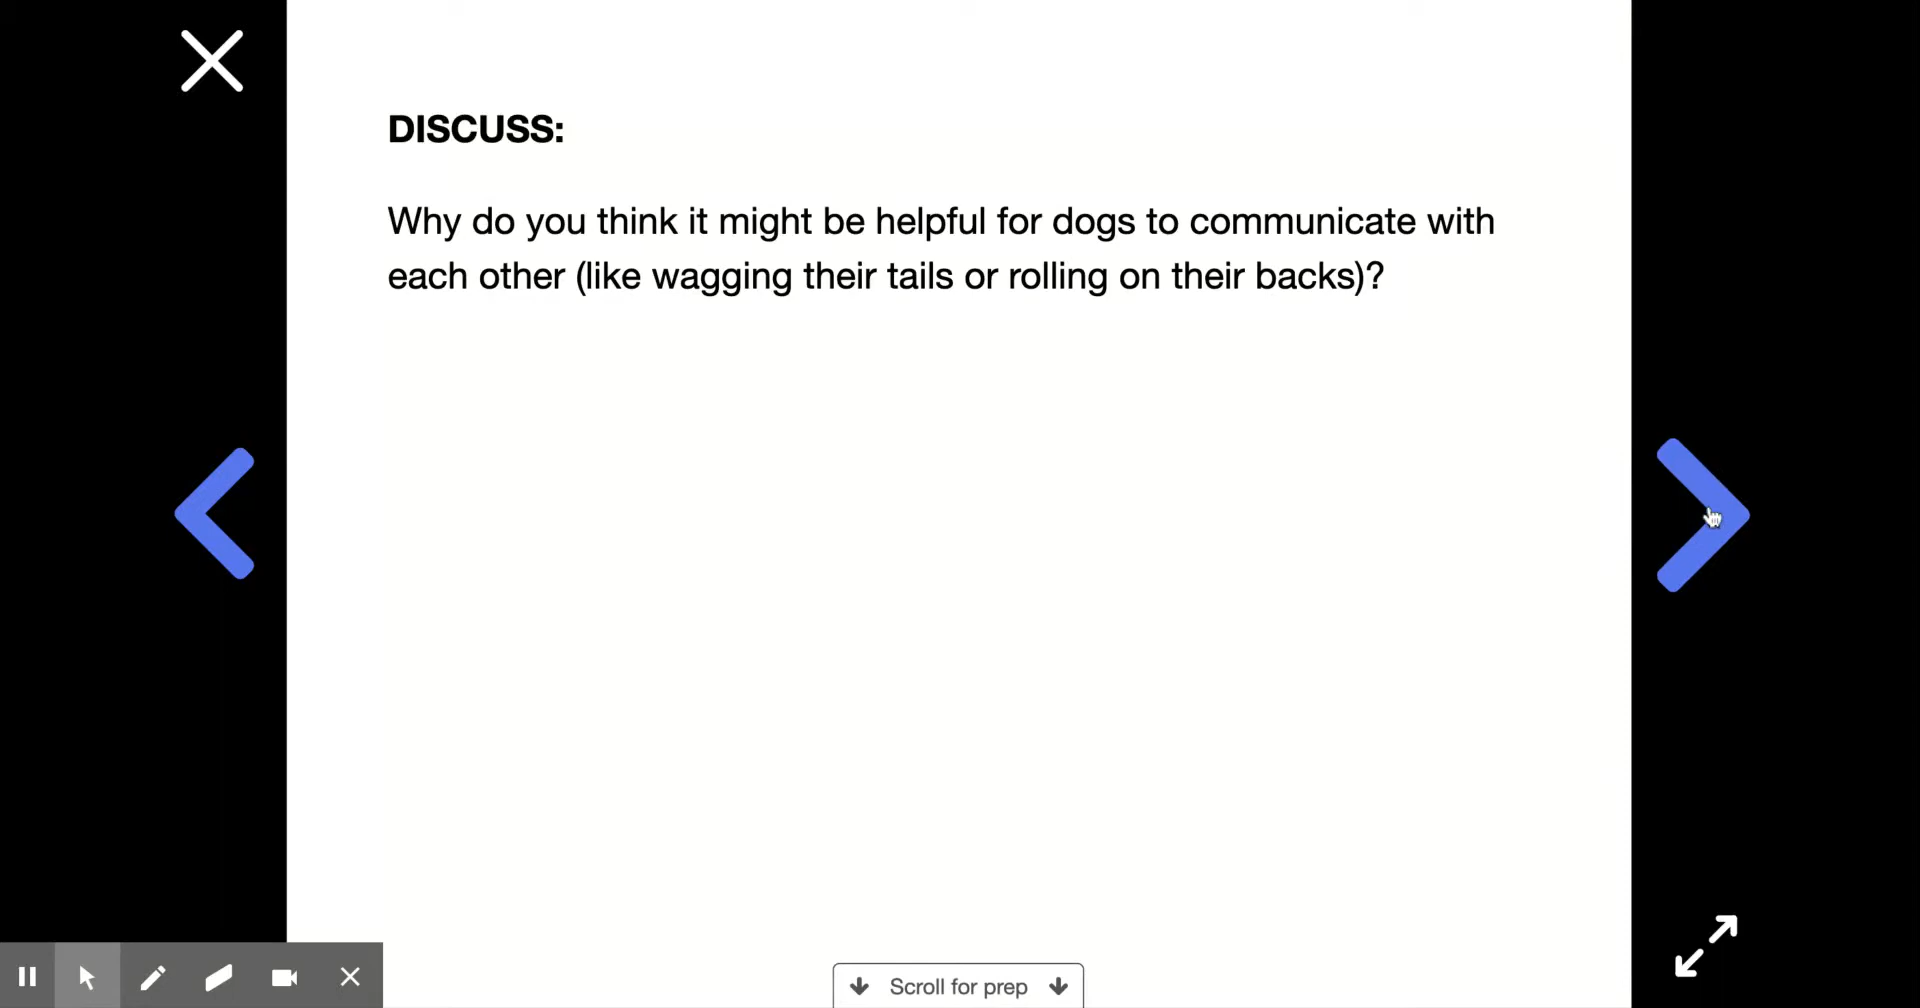 DISCUSS:
Why do you think it might be helpful for dogs to communicate with
each other (like wagging their tails or rolling on their backs)?
Scroll for prep